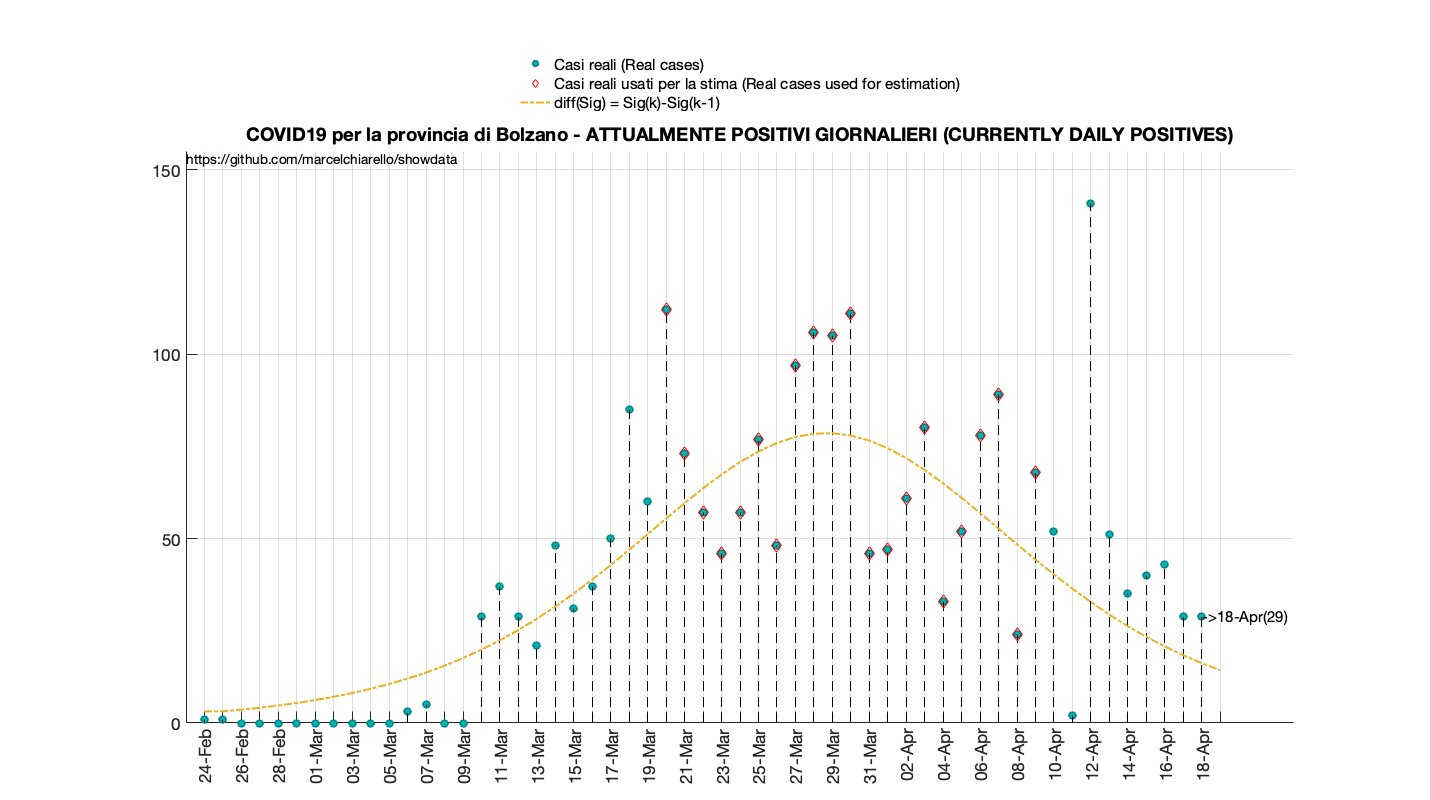 Casi reali (Real cases)
Casi reali usati per la stima (Real cases used for estimation)
diff(Sig) = Sig(k)-Sig(k-1)
COVID19 per la provincia di Bolzano - ATTUALMENTE POSITIVI GIORNALIERI (CURRENTLY DAILY POSITIVES)
https://github.com/marcelchiarello/showdata
150
100
50
0
->18-Apr(29)
24-Feb
26-Feb
28-Feb
01-Mar
03-Mar
05-Mar
07-Mar
09-Mar
11-Mar
13-Mar
15-Mar
17-Mar
19-Mar
21-Mar
23-Mar
25-Mar
27-Mar
29-Mar
31-Mar
02-Apr
04-Apr
06-Apr
08-Apr
10-Apr
12-Apr
14-Apr
16-Apr
18-Apr